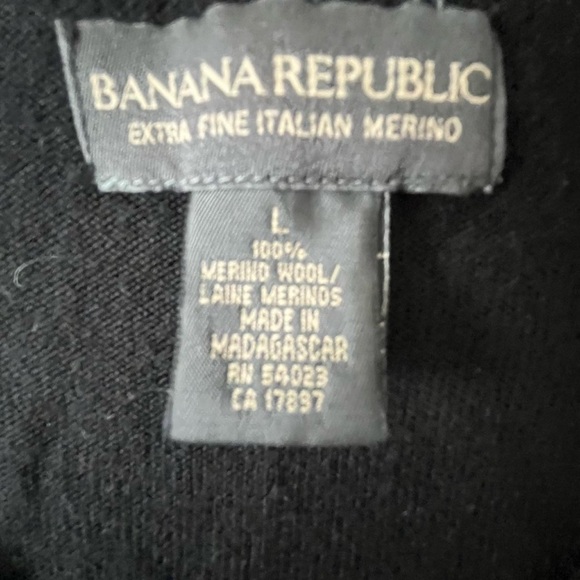 BANANA REPUBLIC
EXTRA FINE ITALIAN MERINO
L
100%
MERINO WOOL/
LAINE MERINOS
MADE IN
MADAGASCAR
RN 54023
CA 17897